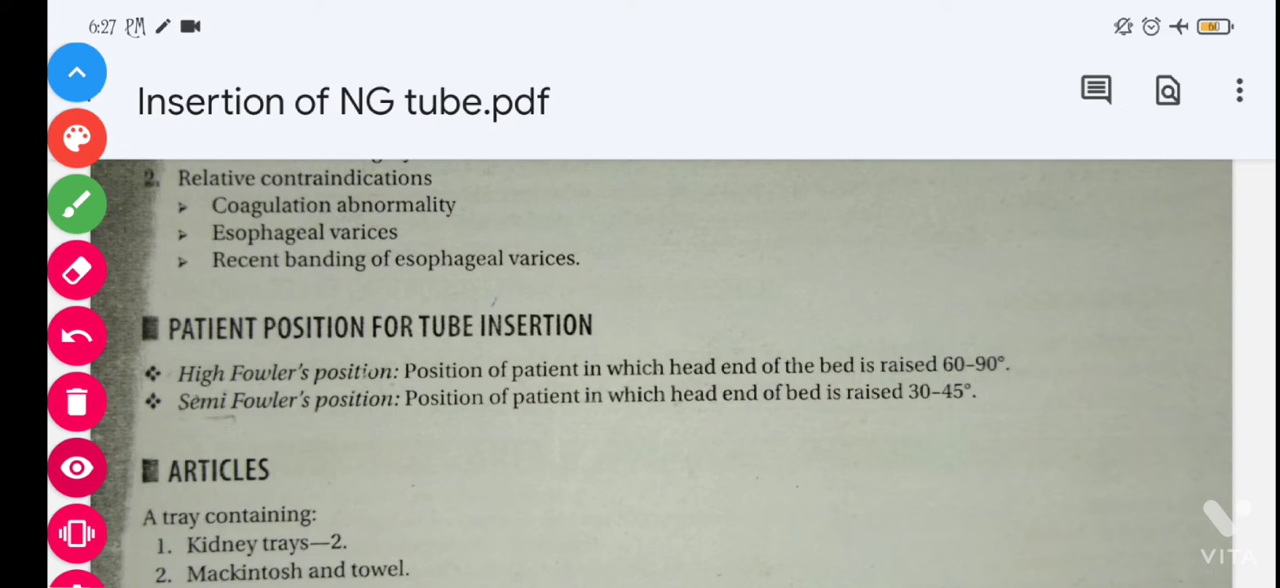 6:27 PM
60
Insertion of NG tube.pdf
2. Relative contraindications
➢ Coagulation abnormality
➢ Esophageal varices
➢ Recent banding of esophageal varices.
PATIENT POSITION FOR TUBE INSERTION
❖ High Fowler's position: Position of patient in which head end of the bed is raised 60–90°.
❖ Semi Fowler's position: Position of patient in which head end of bed is raised 30–45°.
ARTICLES
A tray containing:
1. Kidney trays—2.
2. Mackintosh and towel.
VITA